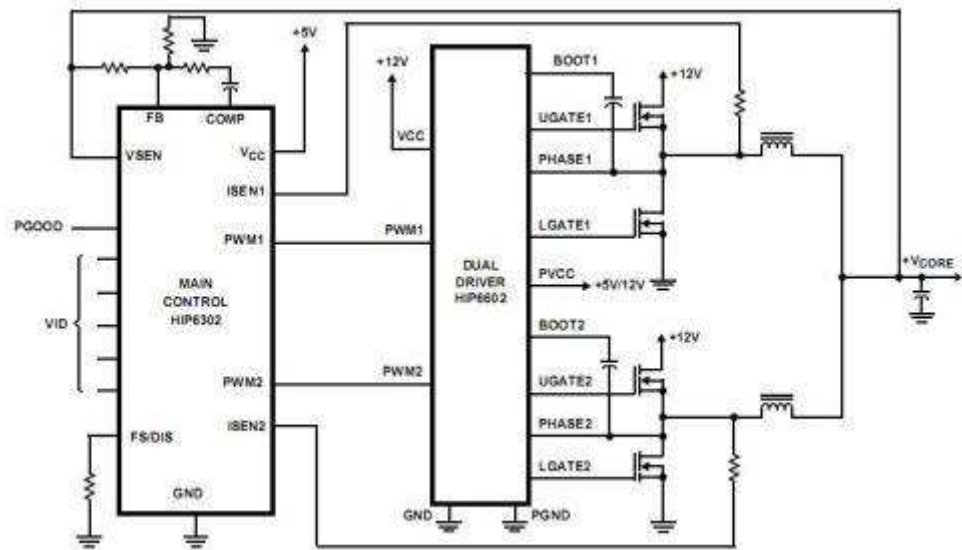 +5V
+12V
BOOT1
+12V
FB
COMP
UGATE1
VCC
VSEN
VCC
PHASE1
ISEN1
PGOOD
LGATE1
PWM1
PWM1
DUAL
DRIVER
HIP6602
PVCC
+5V/12V
+VCORE
MAIN
CONTROL
HIP6302
VID
BOOT2
+12V
PWM2
PWM2
UGATE2
ISEN2
PHASE2
FS/DIS
LGATE2
GND
GND
PGND